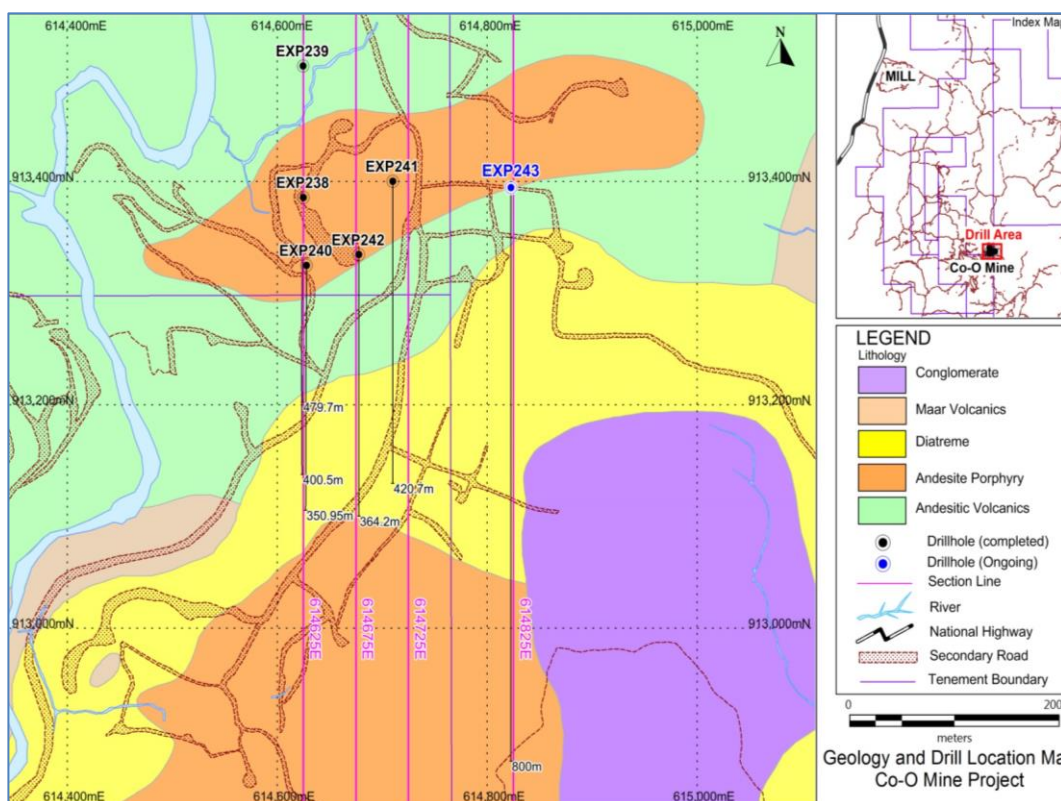 614,400mE
614,600mE
614,800mE
615,000mE
EXP239
N
EXP241
EXP243
913,400mN
913,400mN
EXP238
EXP240
EXP242
913,200mN
913,200mN
479.7m
400.5m
420.7m
350.95m
364.2m
913,000mN
913,000mN
614625E
614675E
614725E
614825E
800m
614,400mE
614,600mE
614,800mE
615,000mE
Index Ma
MILL
Drill Area
Co-O Mine
LEGEND
Lithology
Conglomerate
Maar Volcanics
Diatreme
Andesite Porphyry
Andesitic Volcanics
Drillhole (completed)
Drillhole (Ongoing)
Section Line
River
National Highway
Secondary Road
Tenement Boundary
0 200
meters
Geology and Drill Location Ma
Co-O Mine Project